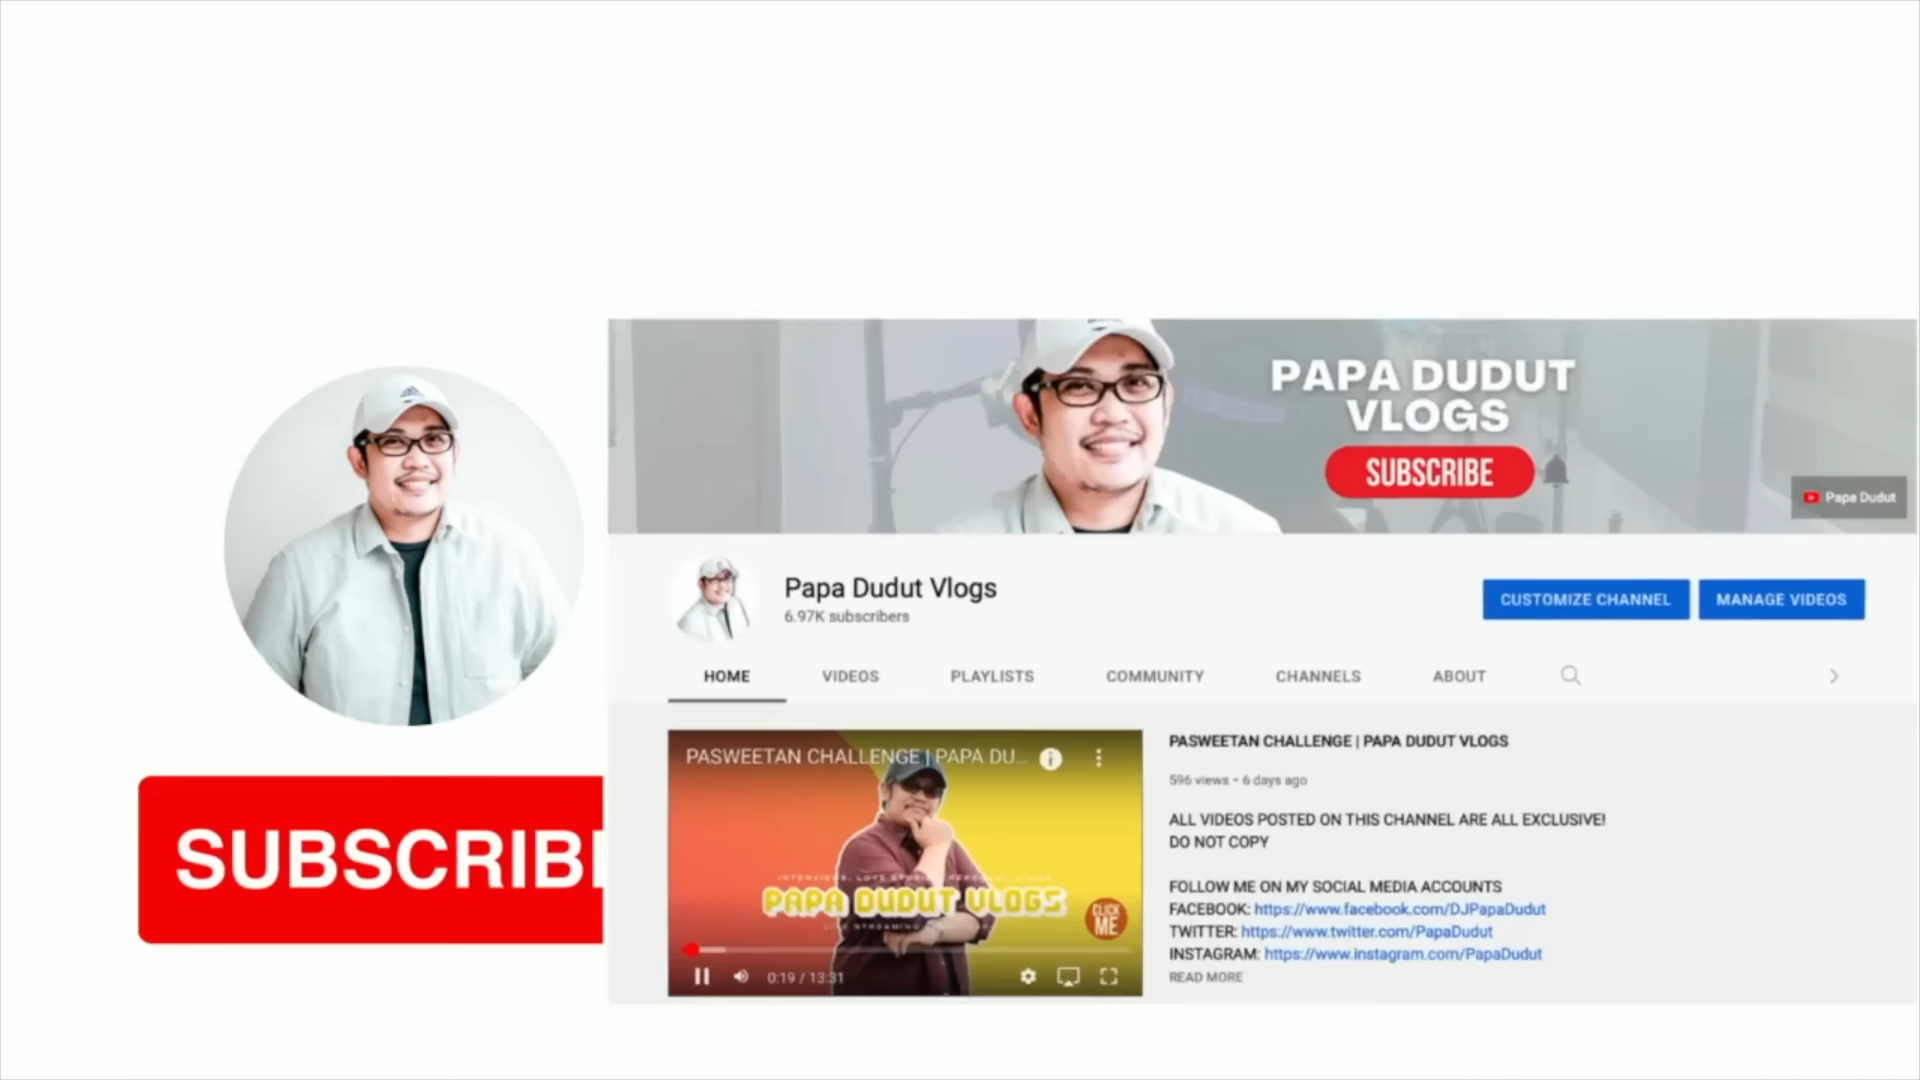 SUBSCRIB
PAPA DUDUT
VLOGS
SUBSCRIBE
Papa Dudut
Papa Dudut Vlogs
6.97K subscribers
CUSTOMIZE CHANNEL
MANAGE VIDEOS
HOME
VIDEOS
PLAYLISTS
COMMUNITY
CHANNELS
ABOUT
PASWEETAN CHALLENGE | PAPA DU...
PAPA DUDUT VLOGS
CLICK
ME
0:19 / 13:31
PASWEETAN CHALLENGE | PAPA DUDUT VLOGS
596 views • 6 days ago
ALL VIDEOS POSTED ON THIS CHANNEL ARE ALL EXCLUSIVE!
DO NOT COPY
FOLLOW ME ON MY SOCIAL MEDIA ACCOUNTS
FACEBOOK: https://www.facebook.com/DJPapaDudut
TWITTER: https://www.twitter.com/PapaDudut
INSTAGRAM: https://www.instagram.com/PapaDudut
READ MORE